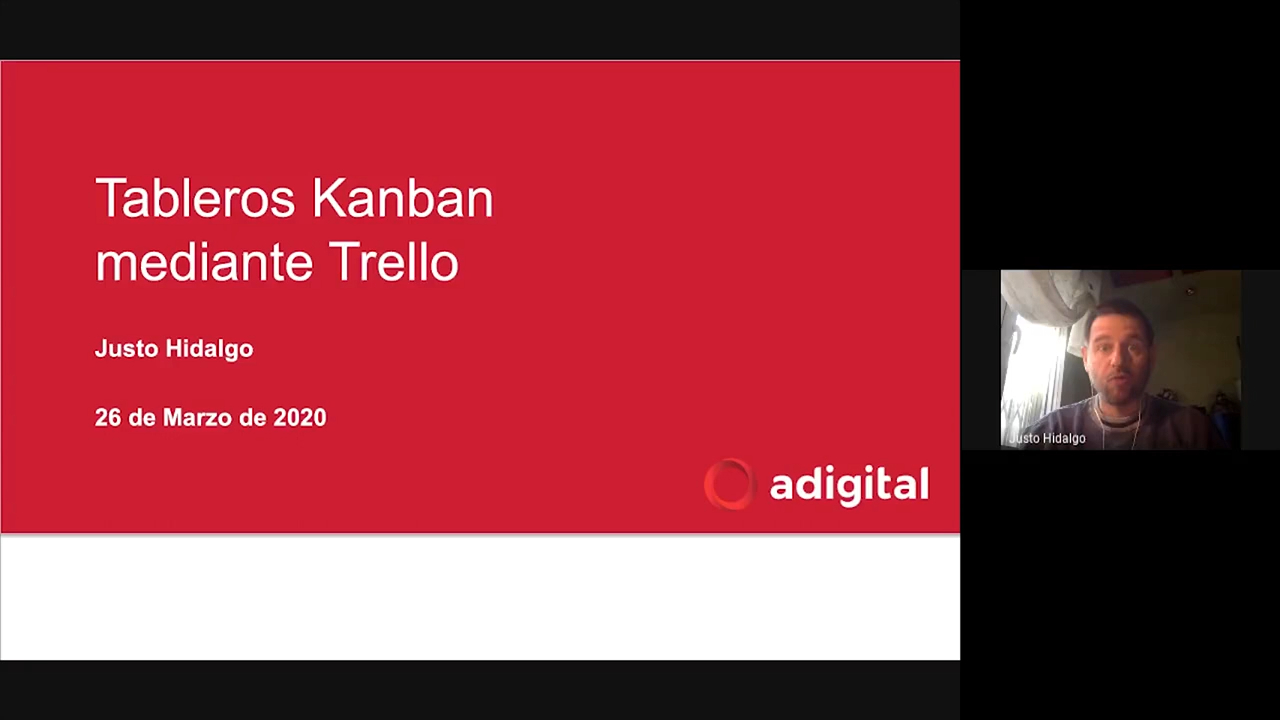 Tableros Kanban
mediante Trello
Justo Hidalgo
26 de Marzo de 2020
adigital
Justo Hidalgo